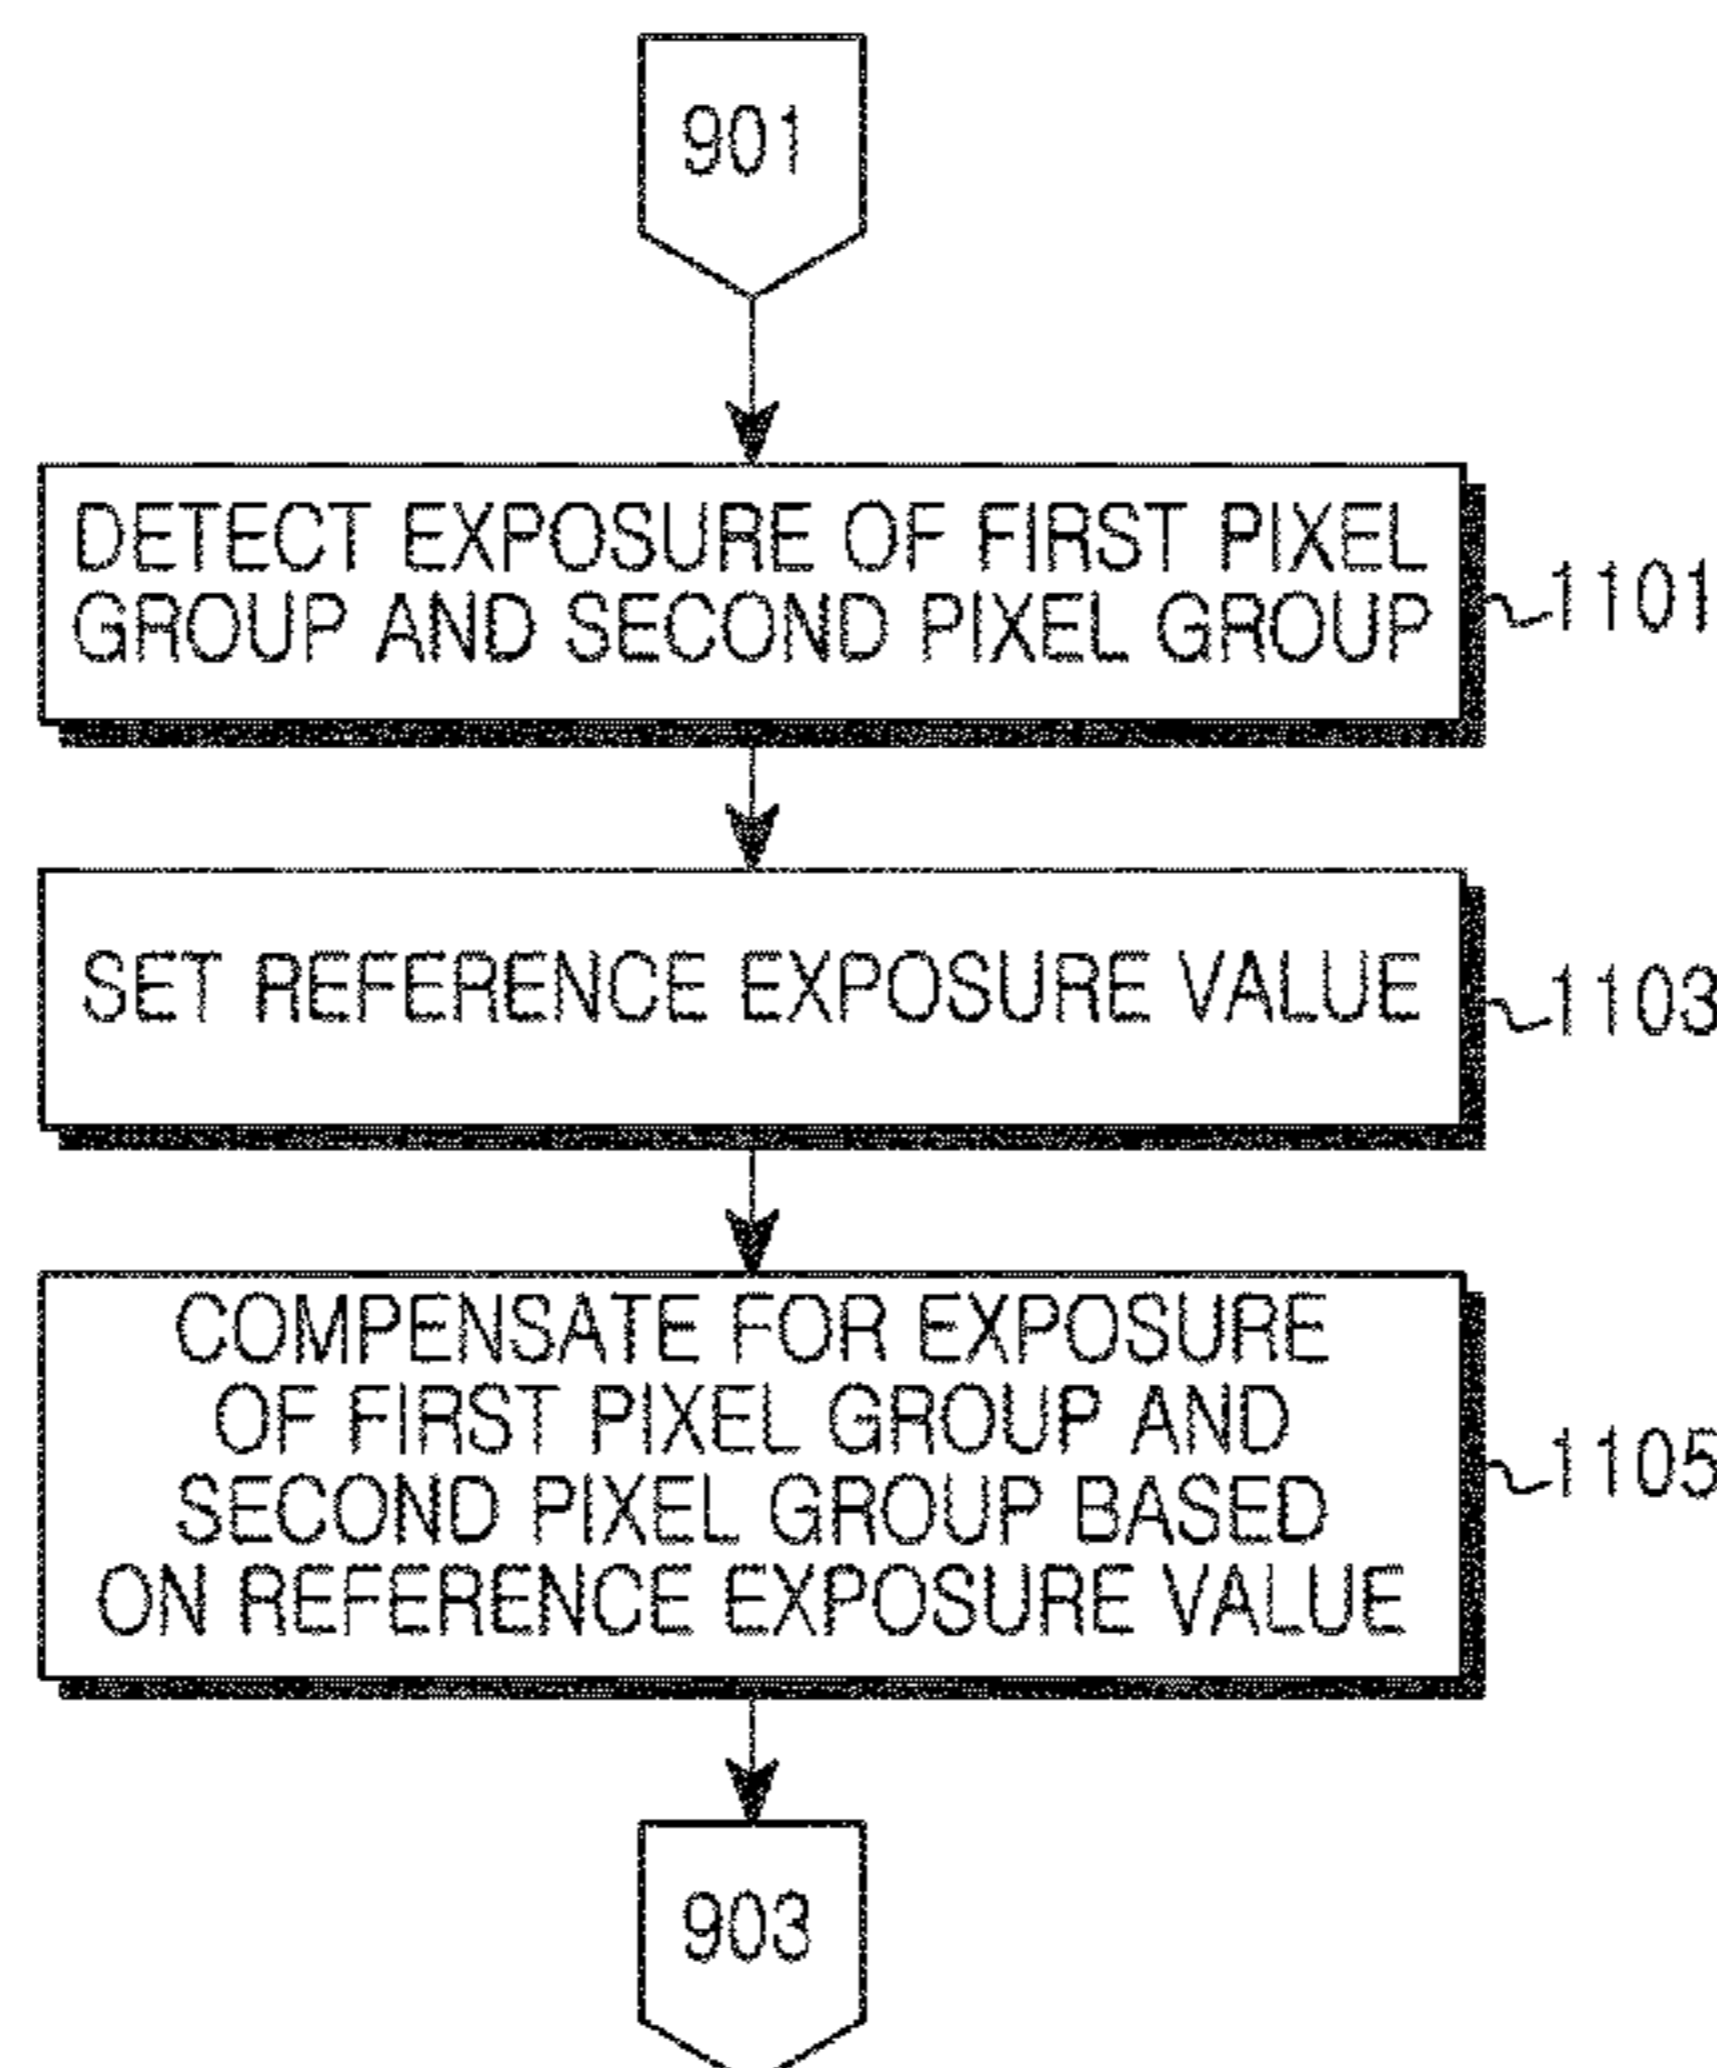 901
DETECT EXPOSURE OF FIRST PIXEL
GROUP AND SECOND PIXEL GROUP
1101
SET REFERENCE EXPOSURE VALUE
1103
COMPENSATE FOR EXPOSURE
OF FIRST PIXEL GROUP AND
SECOND PIXEL GROUP BASED
ON REFERENCE EXPOSURE VALUE
1105
903